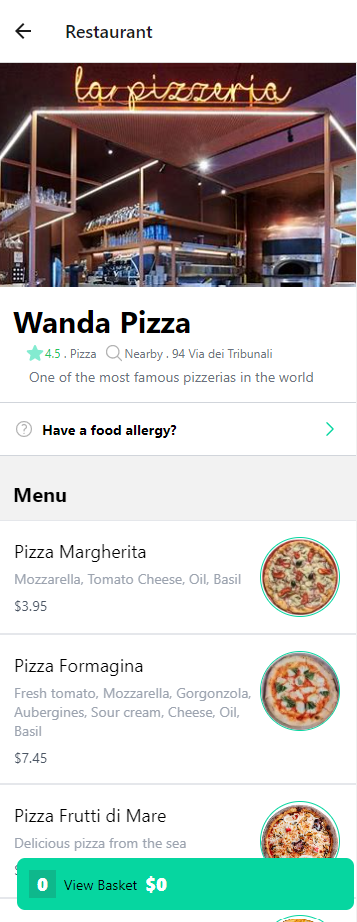 Restaurant
la pizzeria
Wanda Pizza
4.5 . Pizza Nearby . 94 Via dei Tribunali
One of the most famous pizzerias in the world
Have a food allergy?
Menu
Pizza Margherita
Mozzarella, Tomato Cheese, Oil, Basil
$3.95
Pizza Formagina
Fresh tomato, Mozzarella, Gorgonzola,
Aubergines, Sour cream, Cheese, Oil,
Basil
$7.45
Pizza Frutti di Mare
Delicious pizza from the sea
0 View Basket $0